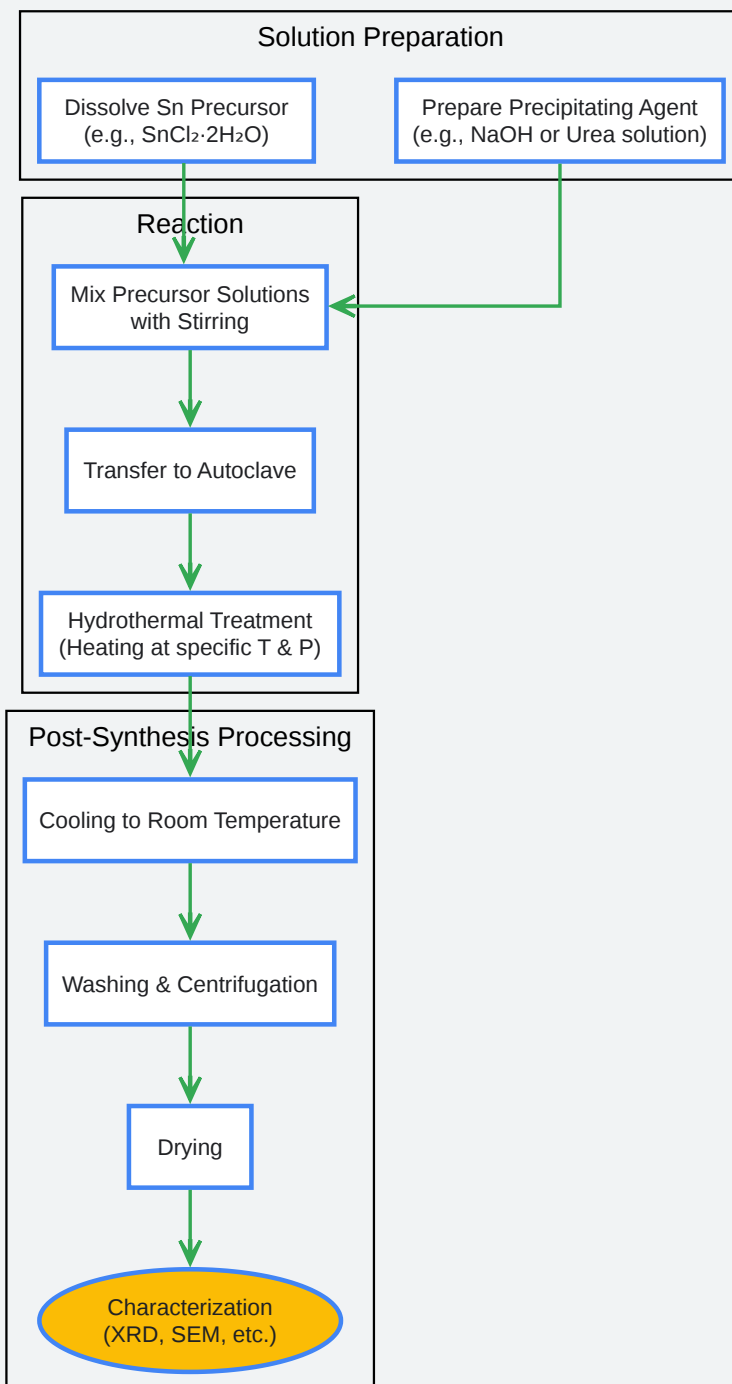 Solution Preparation
Dissolve Sn Precursor
(e.g., SnCl₂·2H₂O)
Prepare Precipitating Agent
(e.g., NaOH or Urea solution)
Reaction
Mix Precursor Solutions
with Stirring
Transfer to Autoclave
Hydrothermal Treatment
(Heating at specific T & P)
Post-Synthesis Processing
Cooling to Room Temperature
Washing & Centrifugation
Drying
Characterization
(XRD, SEM, etc.)